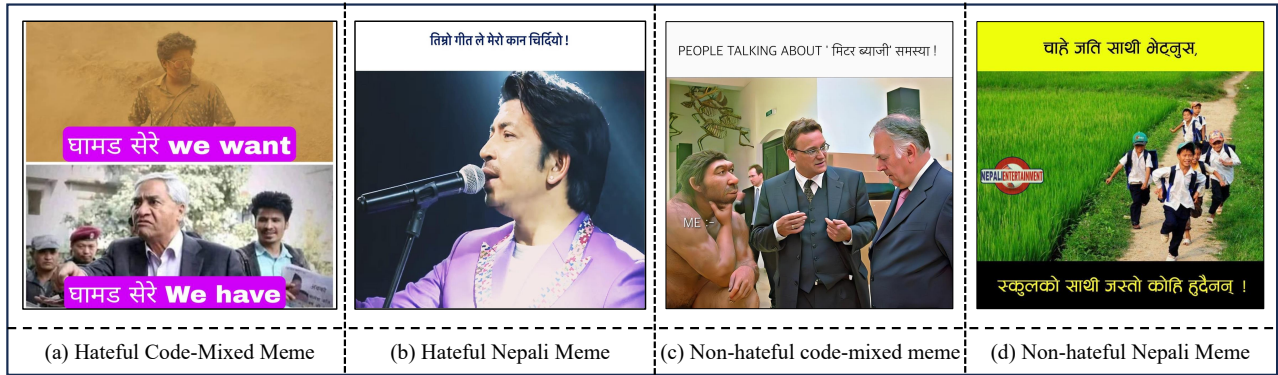 घामड सेरे we want
घामड सेरे We have
(a) Hateful Code-Mixed Meme
तिम्रो गीत ले मेरो कान चिर्दियो !
(b) Hateful Nepali Meme
PEOPLE TALKING ABOUT ' मिटर ब्याजी' समस्या !
ME :-
(c) Non-hateful code-mixed meme
चाहे जति साथी भेट्नुस,
NEPALI ENTERTAINMENT
स्कुलको साथी जस्तो कोहि हुदैनन् !
(d) Non-hateful Nepali Meme